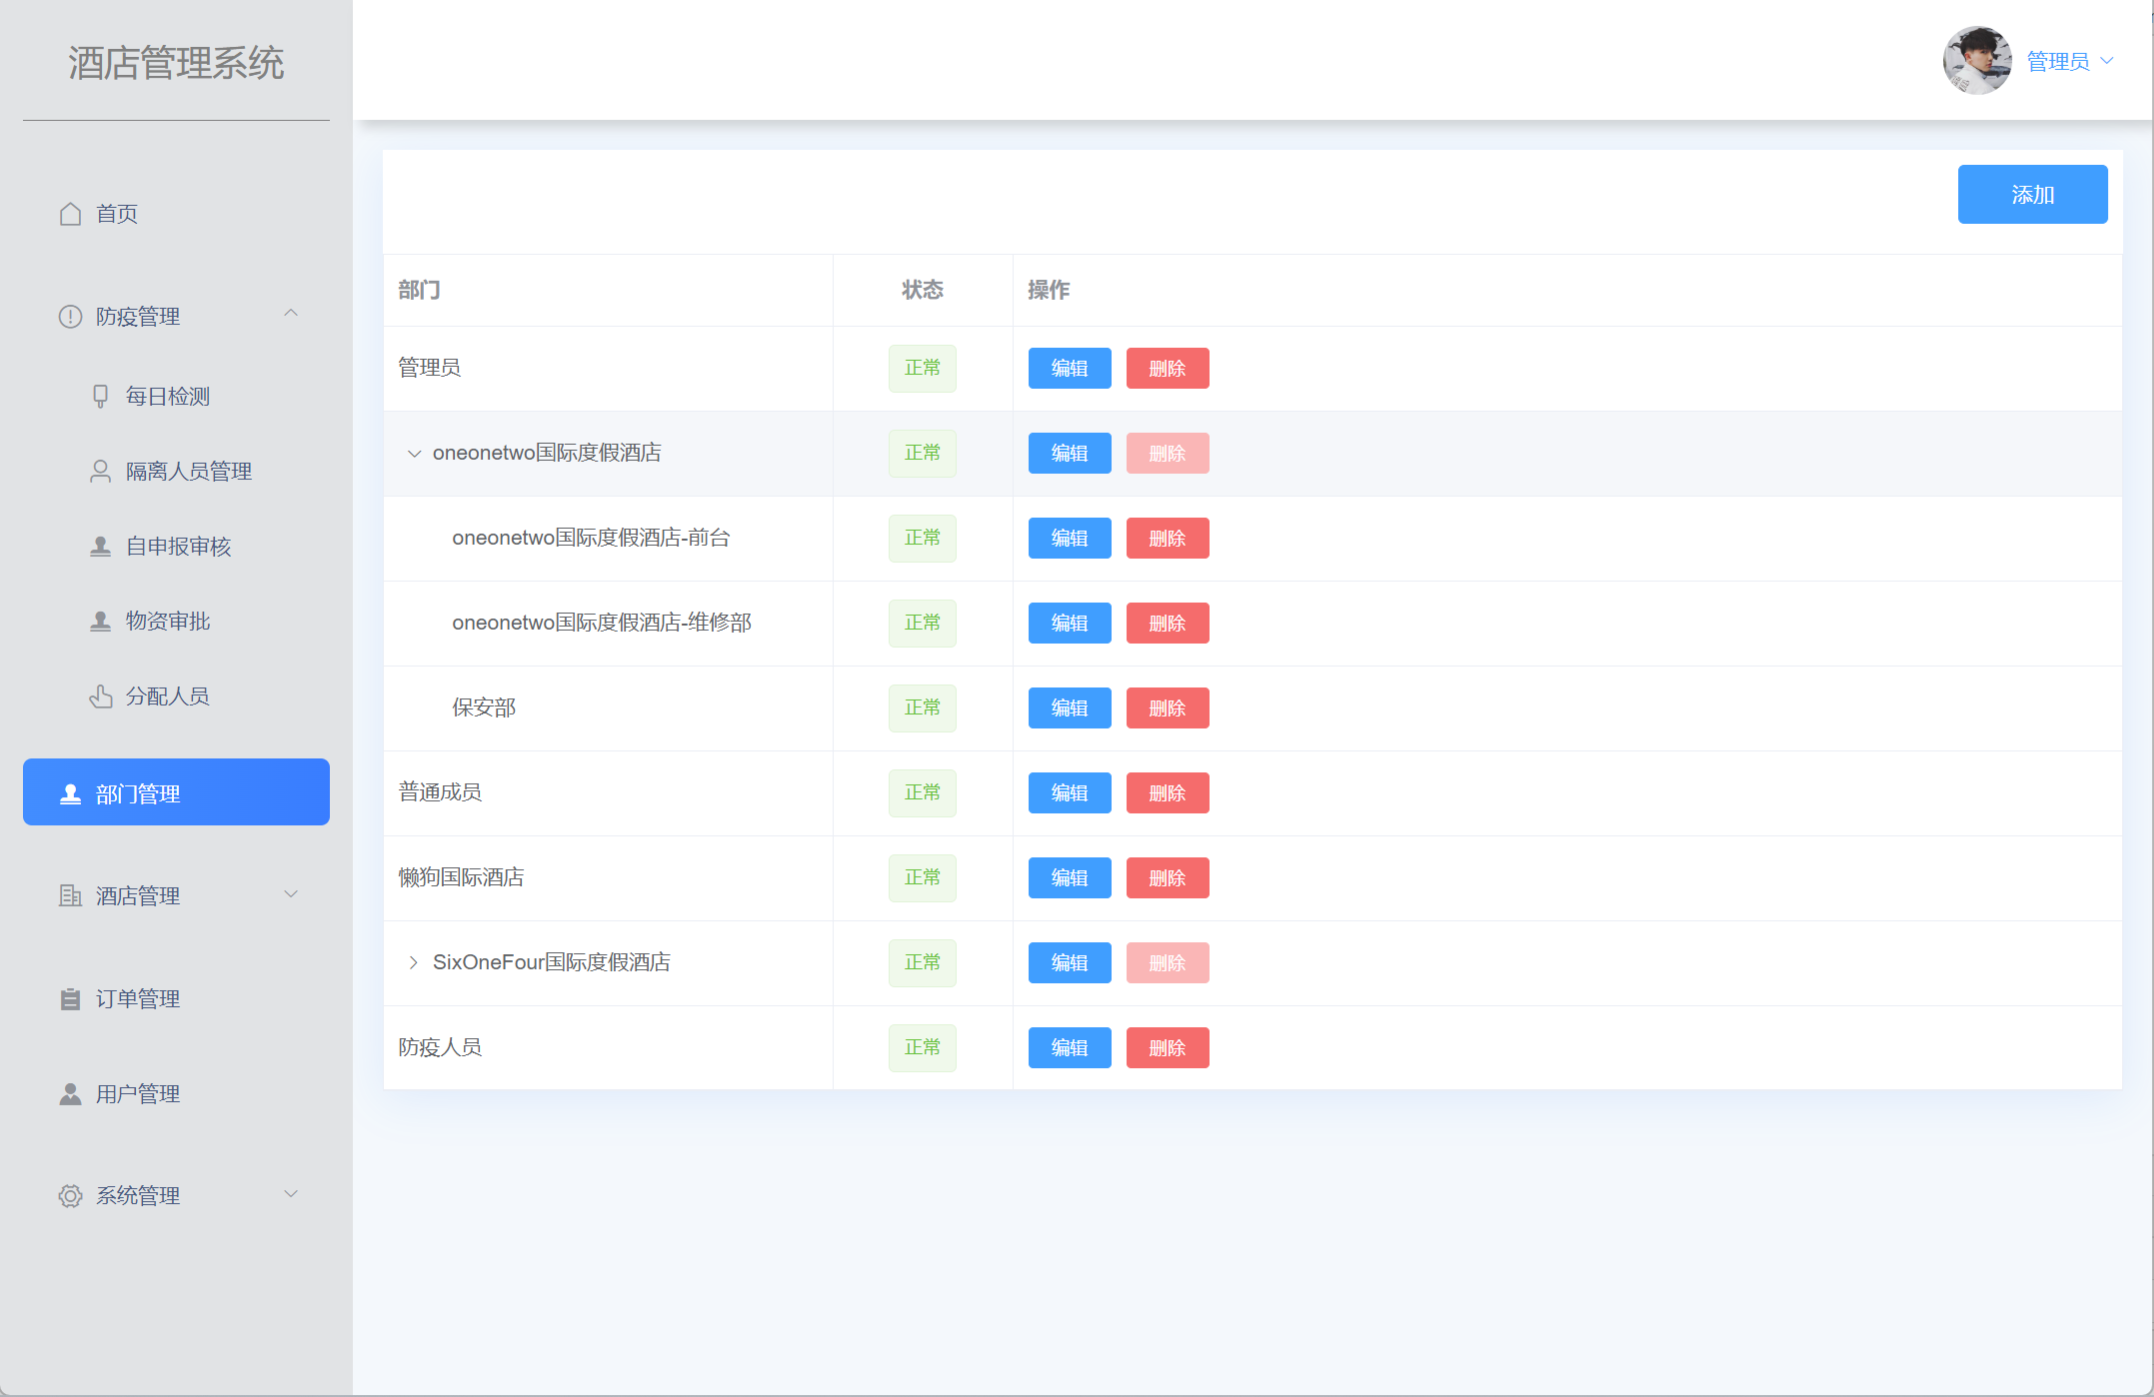 酒店管理系统
管理员
首页
防疫管理
每日检测
隔离人员管理
自申报审核
物资审批
分配人员
部门管理
酒店管理
订单管理
用户管理
系统管理
添加
部门 状态 操作
管理员 正常 编辑 删除
oneonetwo国际度假酒店 正常 编辑 删除
oneonetwo国际度假酒店-前台 正常 编辑 删除
oneonetwo国际度假酒店-维修部 正常 编辑 删除
保安部 正常 编辑 删除
普通成员 正常 编辑 删除
懒狗国际酒店 正常 编辑 删除
SixOneFour国际度假酒店 正常 编辑 删除
防疫人员 正常 编辑 删除